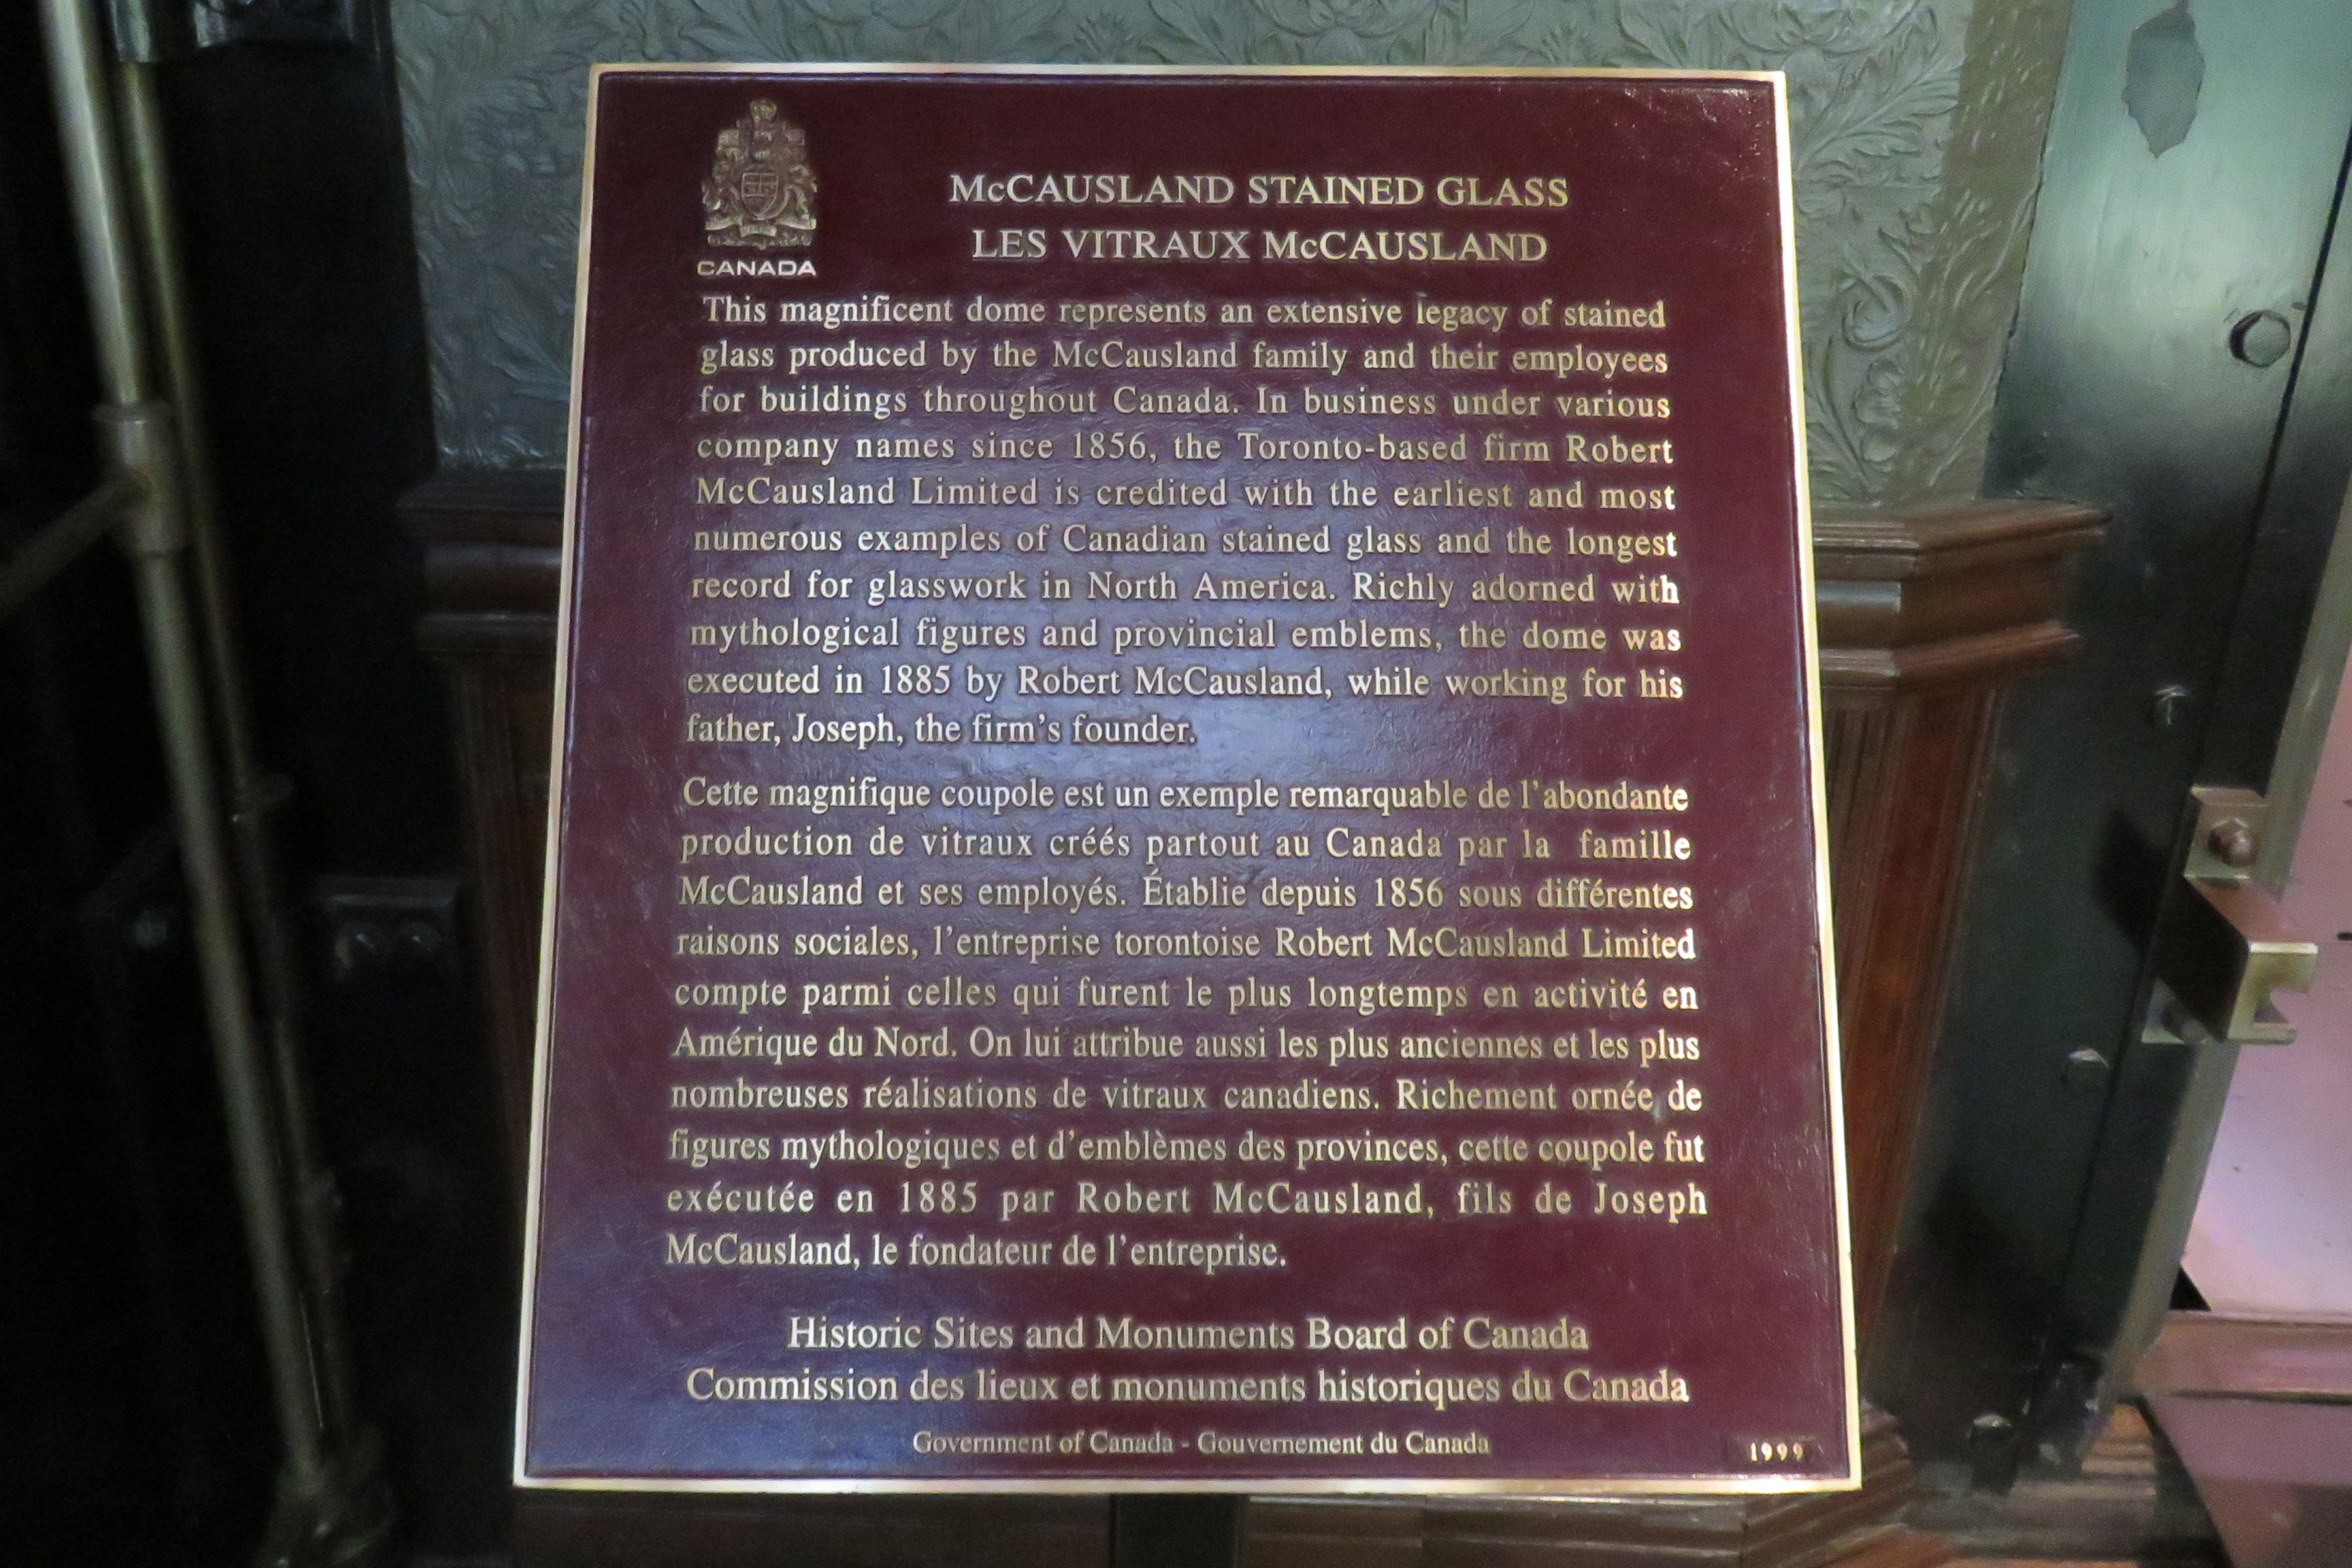 McCAUSLAND STAINED GLASS
LES VITRAUX McCAUSLAND
CANADA
This magnificent dome represents an extensive legacy of stained
glass produced by the McCausland family and their employees
for buildings throughout Canada. In business under various
company names since 1856, the Toronto-based firm Robert
McCausland Limited is credited with the earliest and most
numerous examples of Canadian stained glass and the longest
record for glasswork in North America. Richly adorned with
mythological figures and provincial emblems, the dome was
executed in 1885 by Robert McCausland, while working for his
father, Joseph, the firm's founder.
Cette magnifique coupole est un exemple remarquable de l'abondante
production de vitraux créés partout au Canada par la famille
McCausland et ses employés. Établie depuis 1856 sous différentes
raisons sociales, l'entreprise torontoise Robert McCausland Limited
compte parmi celles qui furent le plus longtemps en activité en
Amérique du Nord. On lui attribue aussi les plus anciennes et les plus
nombreuses réalisations de vitraux canadiens. Richement ornée de
figures mythologiques et d'emblèmes des provinces, cette coupole fut
exécutée en 1885 par Robert McCausland, fils de Joseph
McCausland, le fondateur de l'entreprise.
Historic Sites and Monuments Board of Canada
Commission des lieux et monuments historiques du Canada
Government of Canada - Gouvernement du Canada
1999